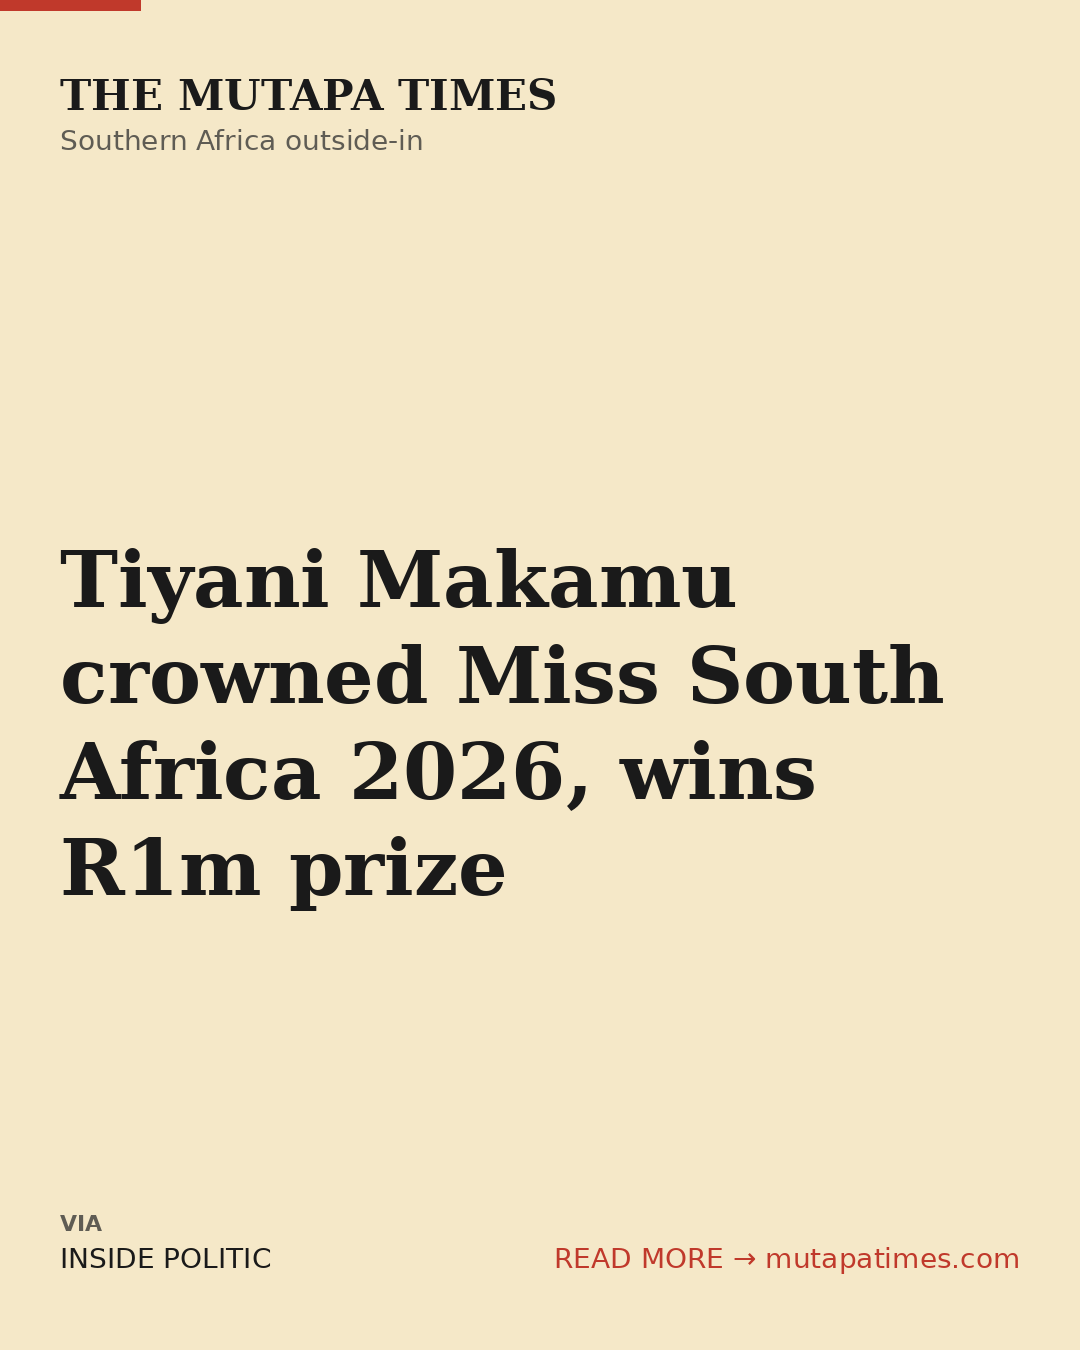 THE MUTAPA TIMES
Southern Africa outside-in
Tiyani Makamu
crowned Miss South
Africa 2026, wins
R1m prize
VIA
INSIDE POLITIC
READ MORE → mutapatimes.com